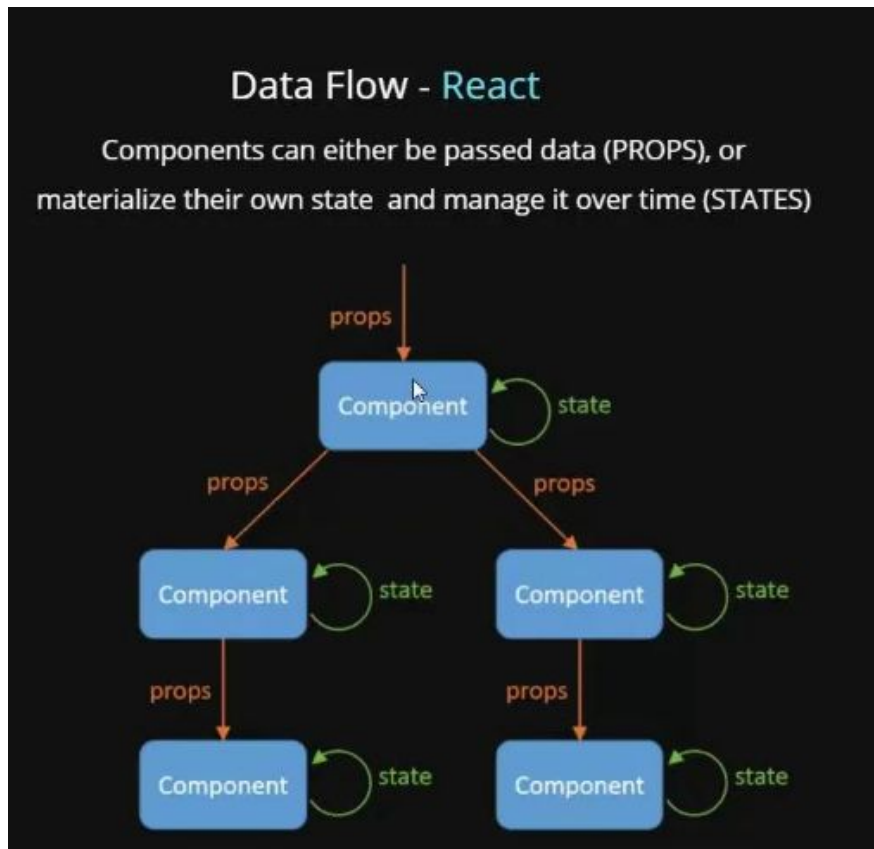 Data Flow - React
Components can either be passed data (PROPS), or
materialize their own state and manage it over time (STATES)
props
Component
state
props
props
Component
state
Component
state
props
props
Component
state
Component
state